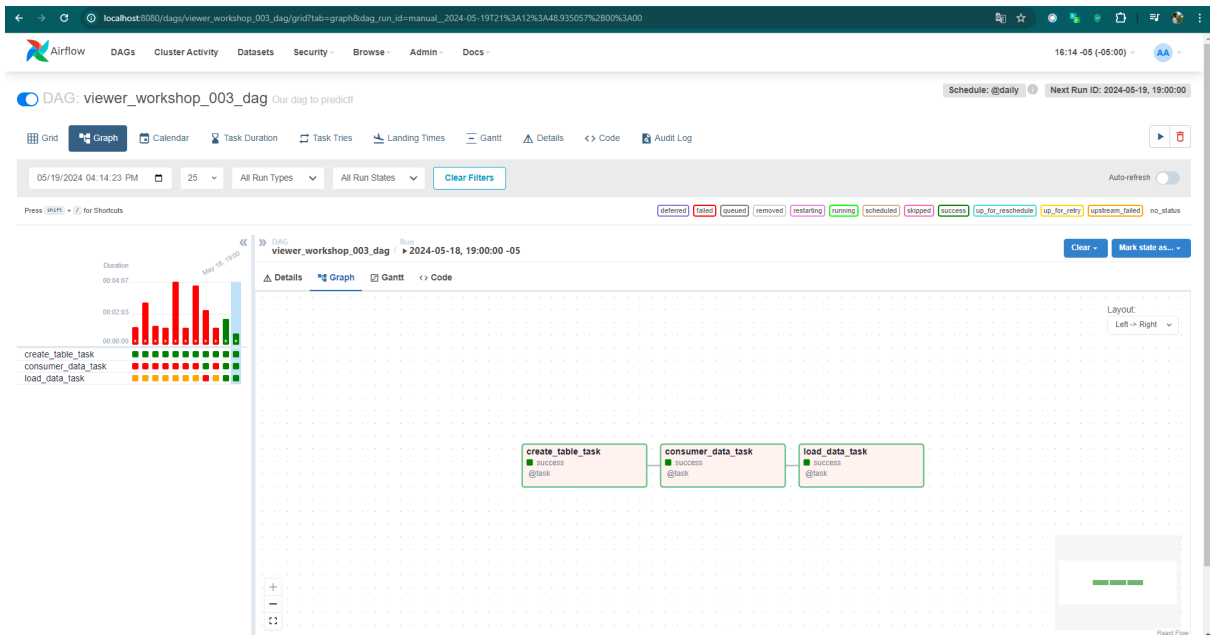 localhost:8080/dags/viewer_workshop_003_dag/grid?tab=graph&dag_run_id=manual__2024-05-19T21%3A12%3A48.935057%2B00%3A00
Airflow DAGs Cluster Activity Datasets Security Browse Admin Docs 16:14 -05 (-05:00) AA
DAG: viewer_workshop_003_dag Our dag to predict! Schedule: @daily Next Run ID: 2024-05-19, 19:00:00
Grid Graph Calendar Task Duration Task Tries Landing Times Gantt Details <> Code Audit Log
05/19/2024 04:14:23 PM 25 All Run Types All Run States Clear Filters Auto-refresh
Press shift + / for Shortcuts deferred failed queued removed restarting running scheduled skipped success up_for_reschedule up_for_retry upstream_failed no_status
DAG Run
viewer_workshop_003_dag / 2024-05-18, 19:00:00 -05 Clear Mark state as...
May 18, 19:00
Duration
00:04:07
00:02:03
00:00:00
create_table_task
consumer_data_task
load_data_task
Details Graph Gantt <> Code
Layout:
Left -> Right
create_table_task
success
@task
consumer_data_task
success
@task
load_data_task
success
@task
React Flow